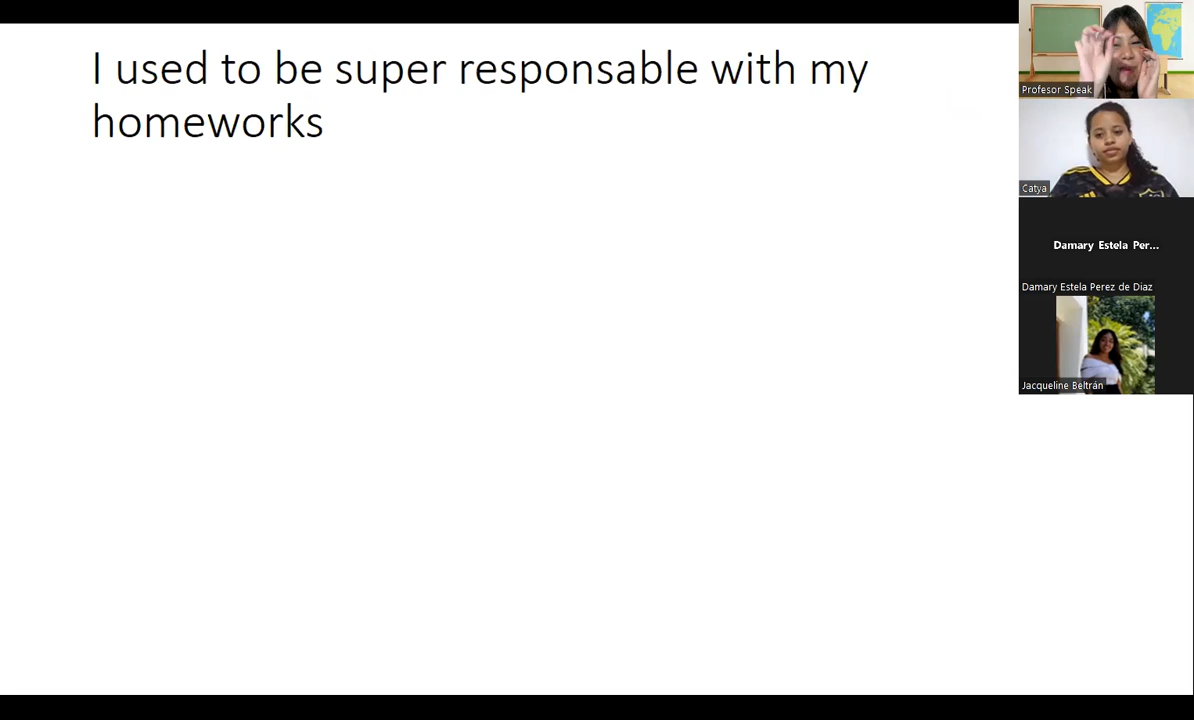 I used to be super responsable with my
homeworks
Profesor Speak
Catya
Damary Estela Per...
Damary Estela Perez de Diaz
Jacqueline Beltrán